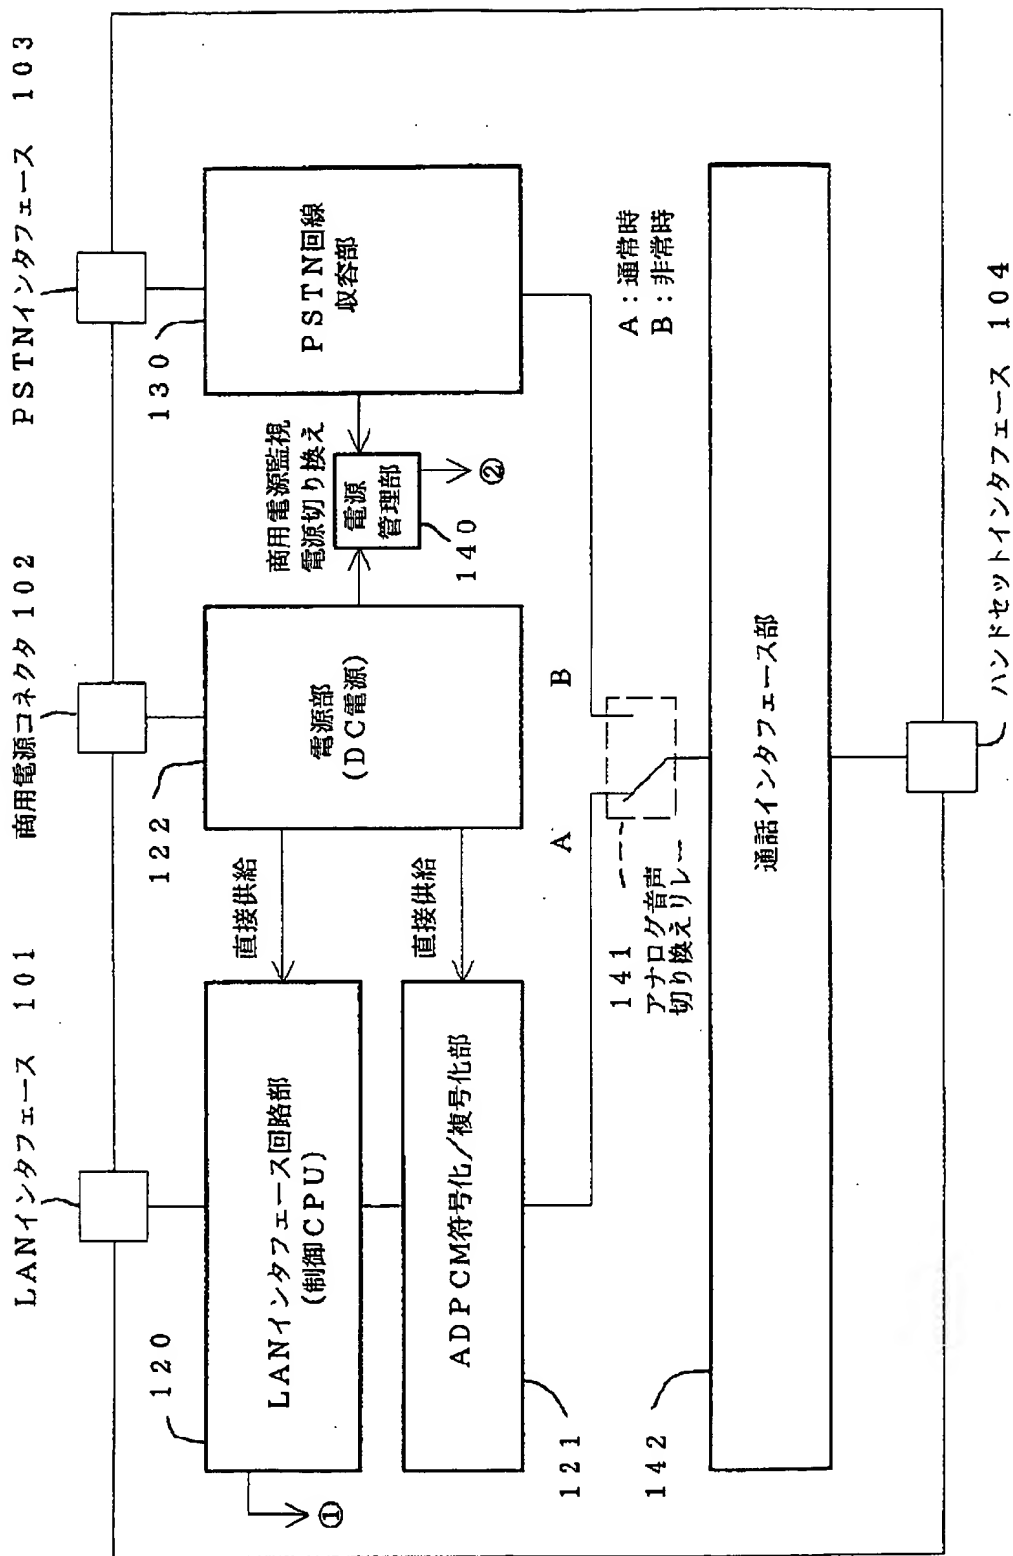 LANインタフェース 101
商用電源コネクタ 102
PSTNインタフェース 103
120
LANインタフェース回路部
(制御CPU)
①
直接供給
122
電源部
(DC電源)
商用電源監視
電源切り換え
電源
管理部
140
②
130
PSTN回線
収容部
ADPCM符号化/複号化部
121
直接供給
A
B
141
アナログ音声
切り換えリレー
A:通常時
B:非常時
142
通話インタフェース部
ハンドセットインタフェース 104